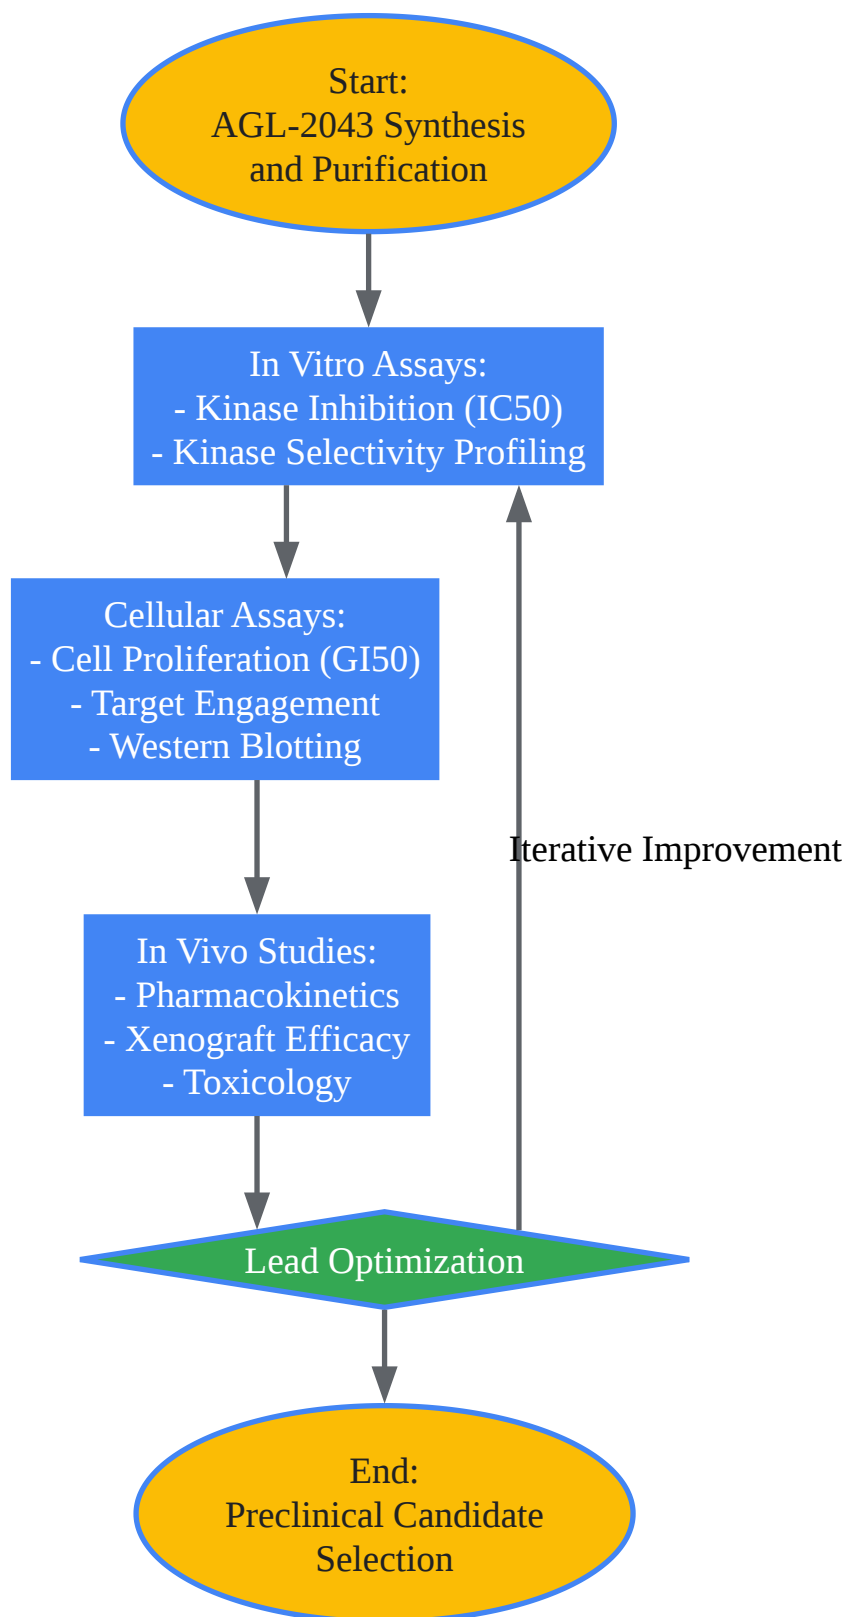 Start:
AGL-2043 Synthesis
and Purification
In Vitro Assays:
- Kinase Inhibition (IC50)
- Kinase Selectivity Profiling
Cellular Assays:
- Cell Proliferation (GI50)
- Target Engagement
- Western Blotting
Iterative Improvement
In Vivo Studies:
- Pharmacokinetics
- Xenograft Efficacy
- Toxicology
Lead Optimization
End:
Preclinical Candidate
Selection